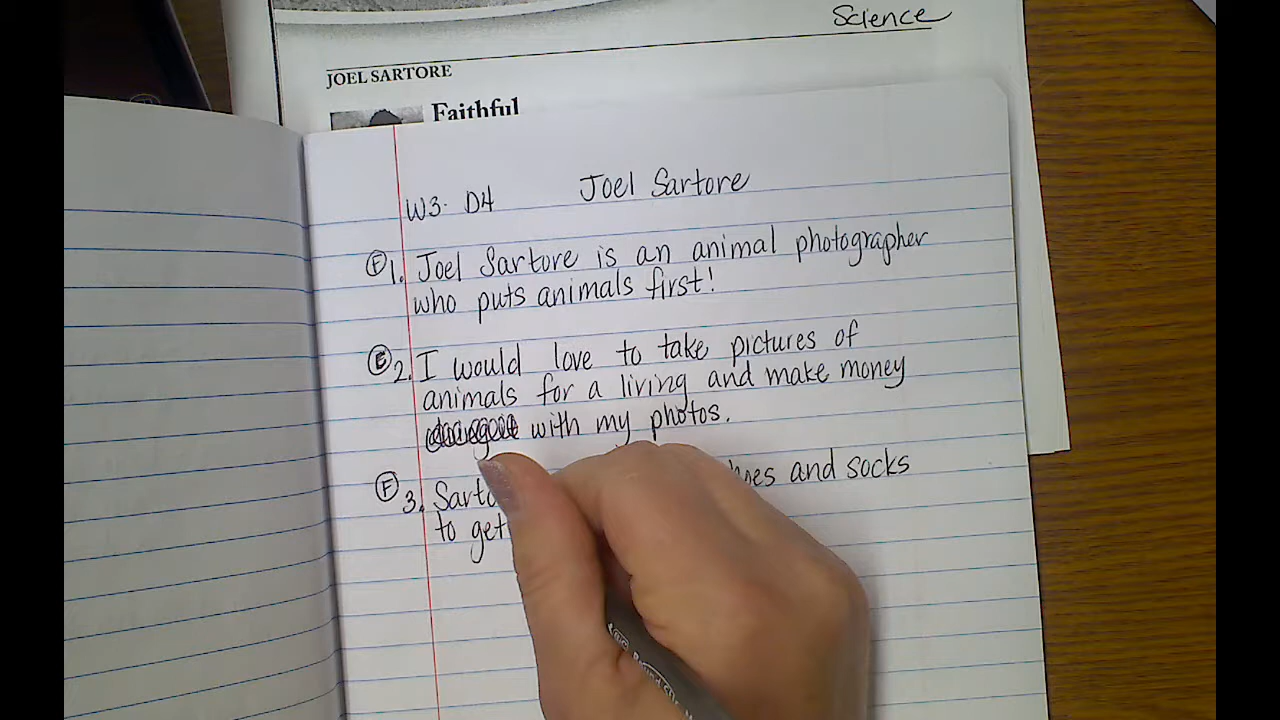 Science
JOEL SARTORE
Faithful
W3. D4 Joel Sartore
F 1. Joel Sartore is an animal photographer
who puts animals first!
E 2. I would love to take pictures of
animals for a living and make money
with my photos.
F 3. and socks
to get